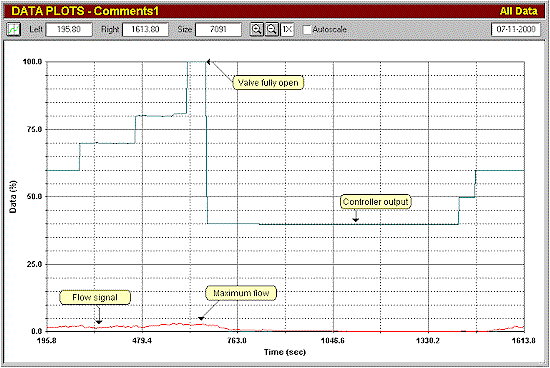 DATA PLOTS - Comments1 All Data
Left 195.80 Right 1613.80 Size 7091 1X Autoscale 07-11-2000
100.0
Valve fully open
75.0
Data (%)
50.0
Controller output
25.0
Flow signal
Maximum flow
0.0
195.8 479.4 763.0 1046.6 1330.2 1613.8
Time (sec)